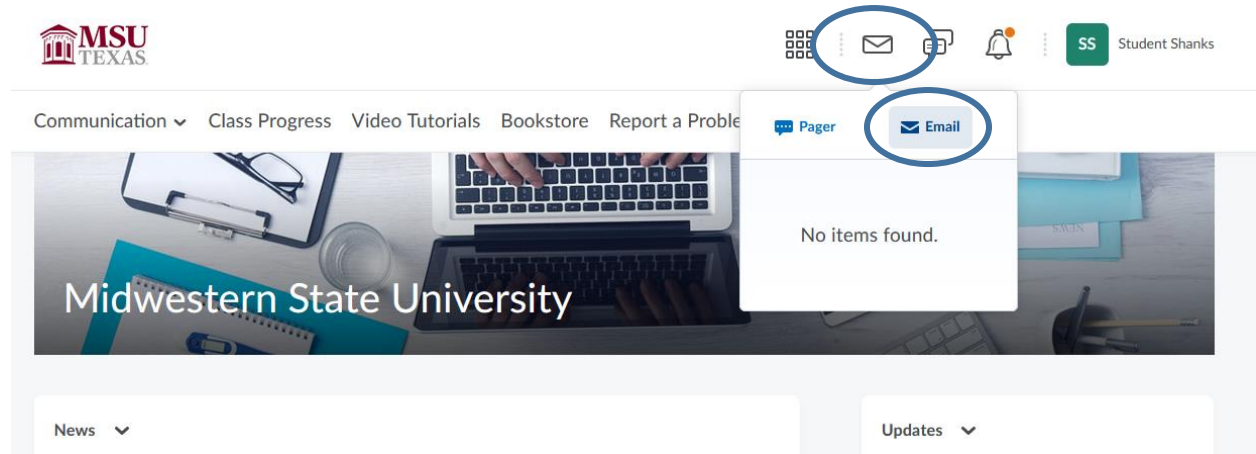 MSU
TEXAS
SS Student Shanks
Communication Class Progress Video Tutorials Bookstore Report a Proble
Pager Email
No items found.
Midwestern State University
News Updates